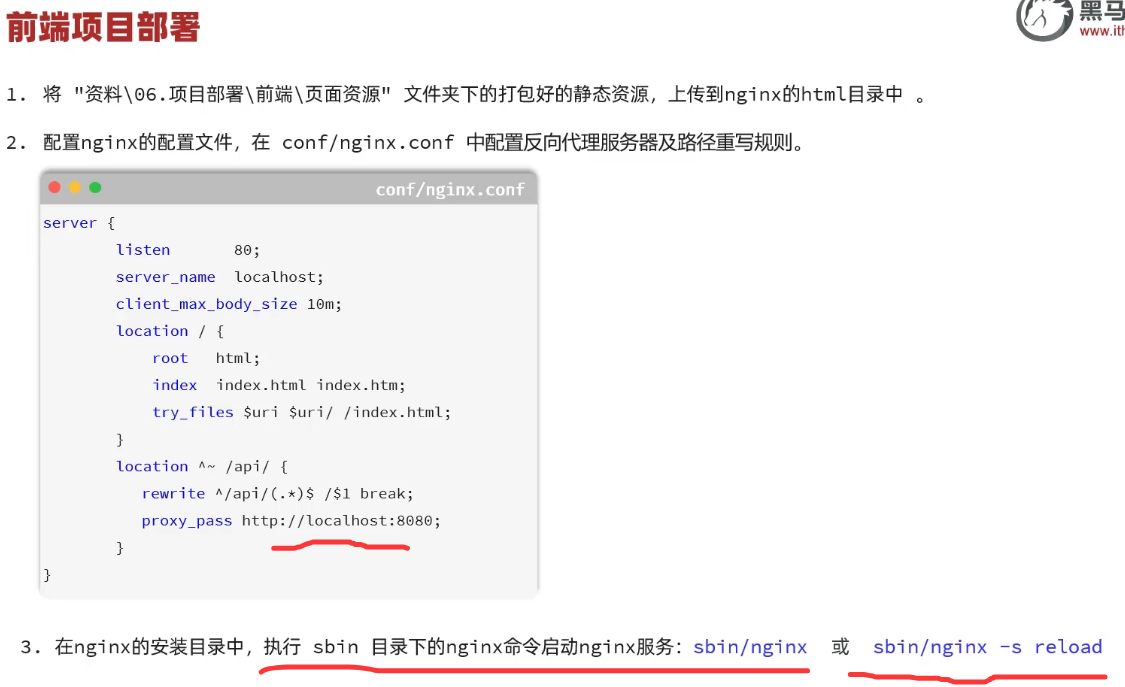 前端项目部署
黑马
www.ith
1. 将 "资料\06.项目部署\前端\页面资源" 文件夹下的打包好的静态资源，上传到nginx的html目录中 。
2. 配置nginx的配置文件，在 conf/nginx.conf 中配置反向代理服务器及路径重写规则。
conf/nginx.conf
server {
listen 80;
server_name localhost;
client_max_body_size 10m;
location / {
root html;
index index.html index.htm;
try_files $uri $uri/ /index.html;
}
location ^~ /api/ {
rewrite ^/api/(.*)$ /$1 break;
proxy_pass http://localhost:8080;
}
}
3. 在nginx的安装目录中，执行 sbin 目录下的nginx命令启动nginx服务：sbin/nginx 或 sbin/nginx -s reload